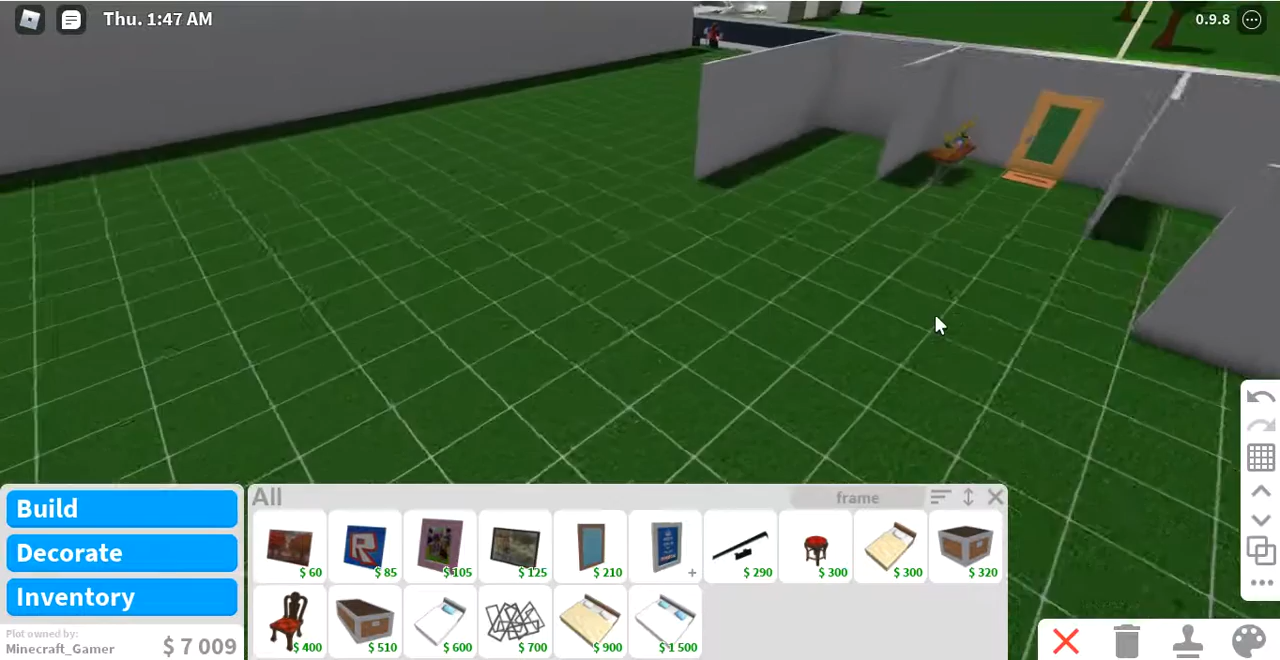 Thu. 1:47 AM
0.9.8
Build
Decorate
Inventory
Plot owned by:
Minecraft_Gamer
$ 7 009
All
frame
$ 60
$ 85
$ 105
$ 125
$ 210
+
$ 290
$ 300
$ 300
$ 320
$ 400
$ 510
$ 600
$ 700
$ 900
$ 1 500